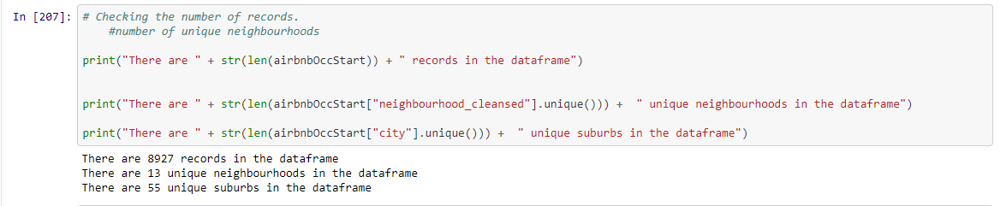 In [207]: # Checking the number of records.
#number of unique neighbourhoods
print("There are " + str(len(airbnbOccStart)) + " records in the dataframe")
print("There are " + str(len(airbnbOccStart["neighbourhood_cleansed"].unique())) +  " unique neighbourhoods in the dataframe")
print("There are " + str(len(airbnbOccStart["city"].unique())) +  " unique suburbs in the dataframe")
There are 8927 records in the dataframe
There are 13 unique neighbourhoods in the dataframe
There are 55 unique suburbs in the dataframe